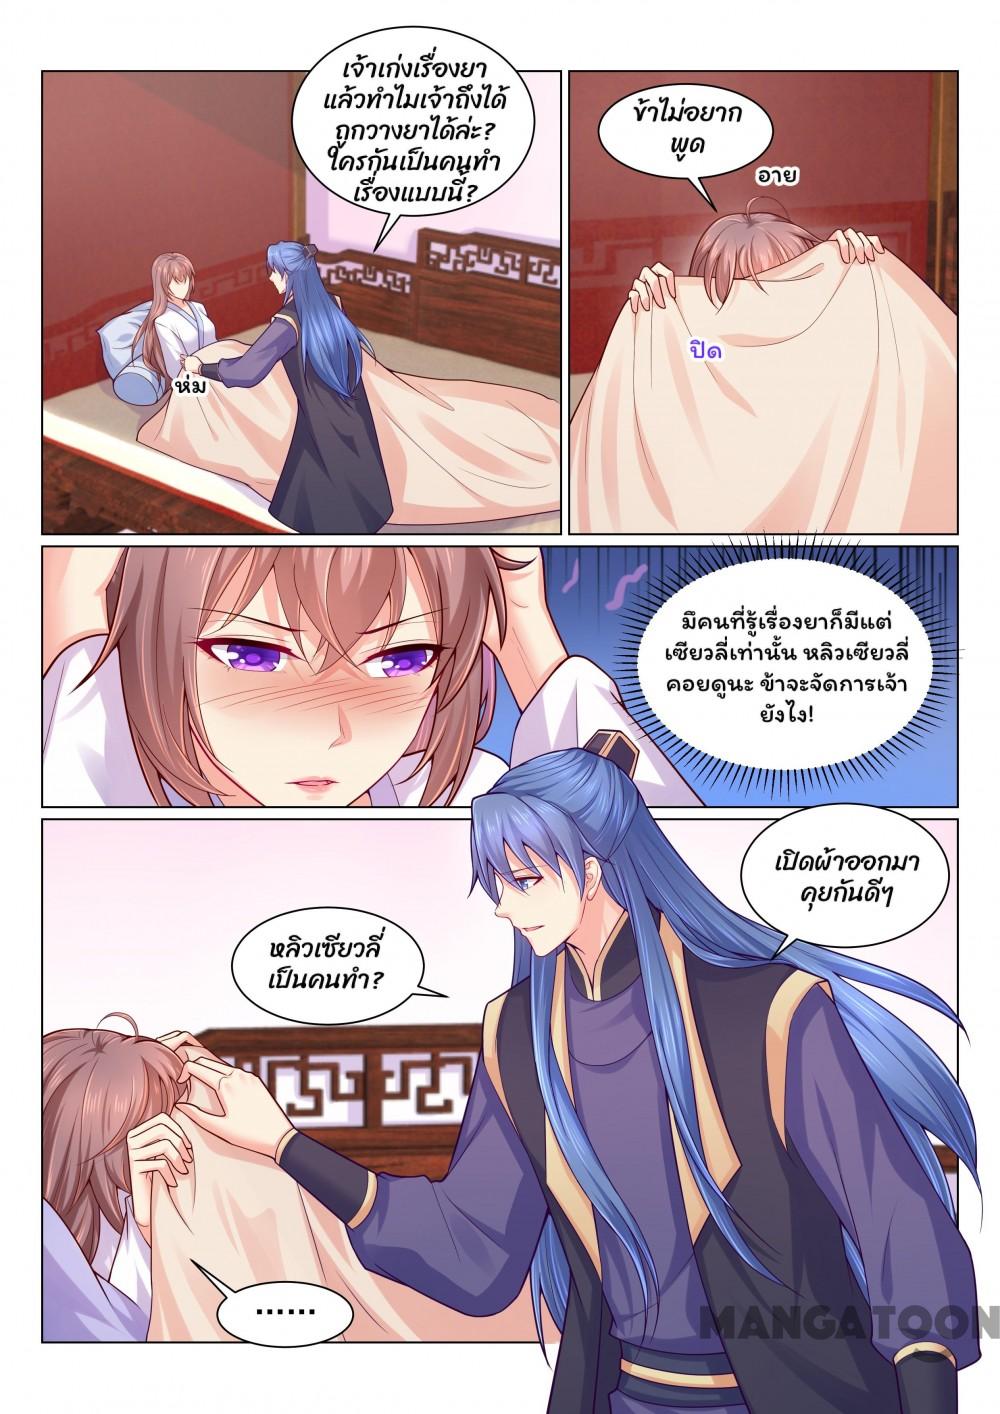 เจ้าเก่งเรื่องยา
แล้วทำไมเจ้าถึงได้
ถูกวางยาได้ล่ะ?
ใครกันเป็นคนทำ
เรื่องแบบนี้?
ห่ม
ข้าไม่อยาก
พูด
อาย
ปิด
มีคนที่รู้เรื่องยาก็มีแต่
เซียวลี่เท่านั้น หลิวเซียวลี่
คอยดูนะ ข้าจะจัดการเจ้า
ยังไง!
เปิดผ้าออกมา
คุยกันดีๆ
หลิวเซียวลี่
เป็นคนทำ?
......
MANGATOON